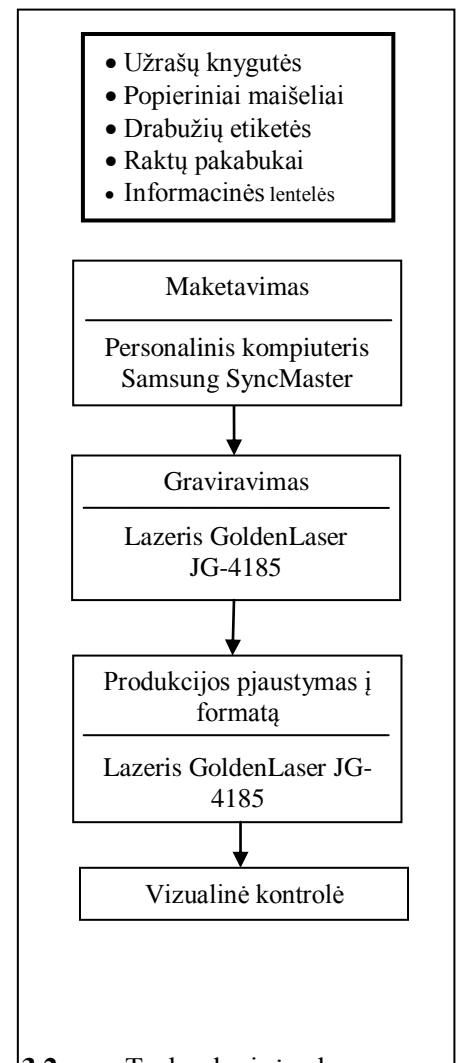 • Užrašų knygutės
• Popieriniai maišeliai
• Drabužių etiketės
• Raktų pakabukai
• Informacinės lentelės
Maketavimas
Personalinis kompiuteris
Samsung SyncMaster
Graviravimas
Lazeris GoldenLaser
JG-4185
Produkcijos pjaustymas į
formatą
Lazeris GoldenLaser JG-
4185
Vizualinė kontrolė